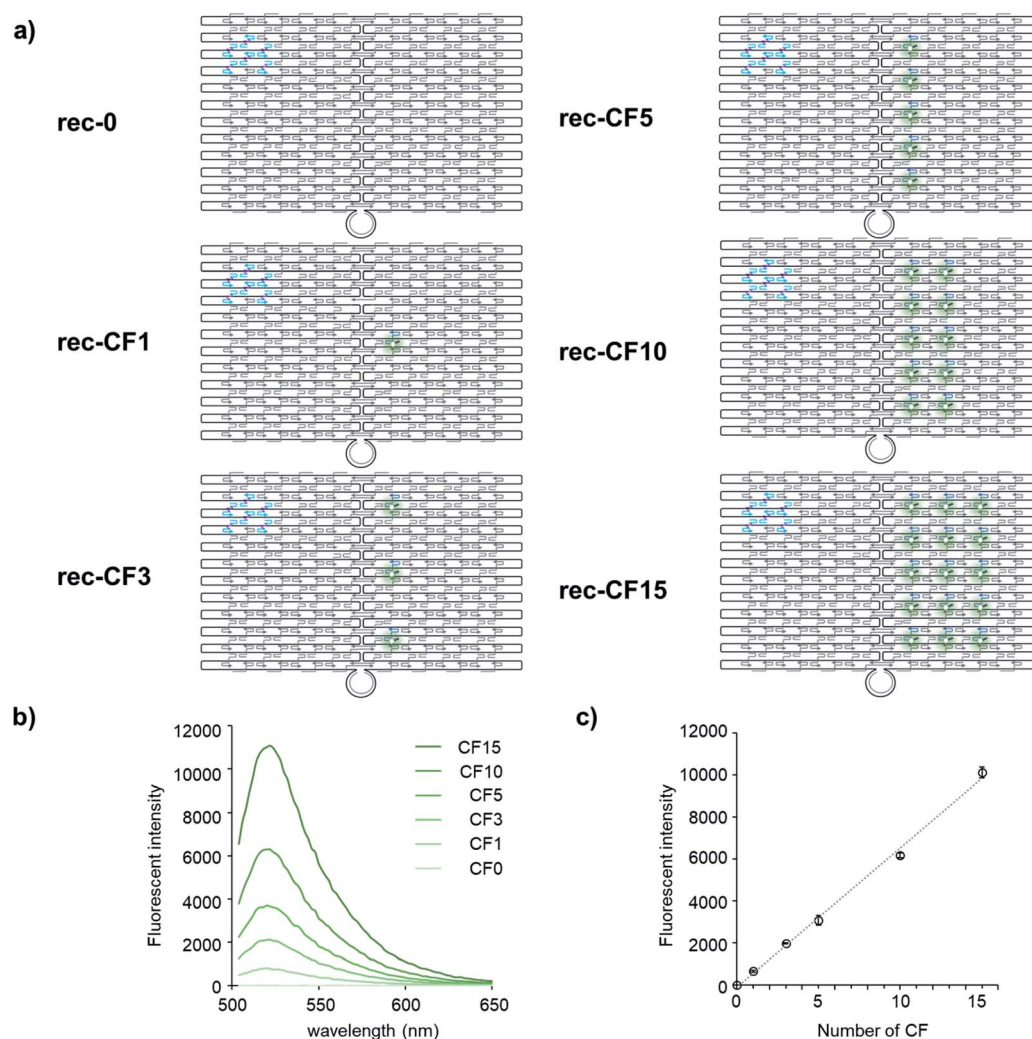 a)
rec-0
rec-CF5
rec-CF1
rec-CF10
rec-CF3
rec-CF15
b)
12000
10000
8000
6000
4000
2000
0
Fluorescent intensity
CF15
CF10
CF5
CF3
CF1
CF0
500 550 600 650
wavelength (nm)
c)
12000
10000
8000
6000
4000
2000
0
Fluorescent intensity
0 5 10 15
Number of CF